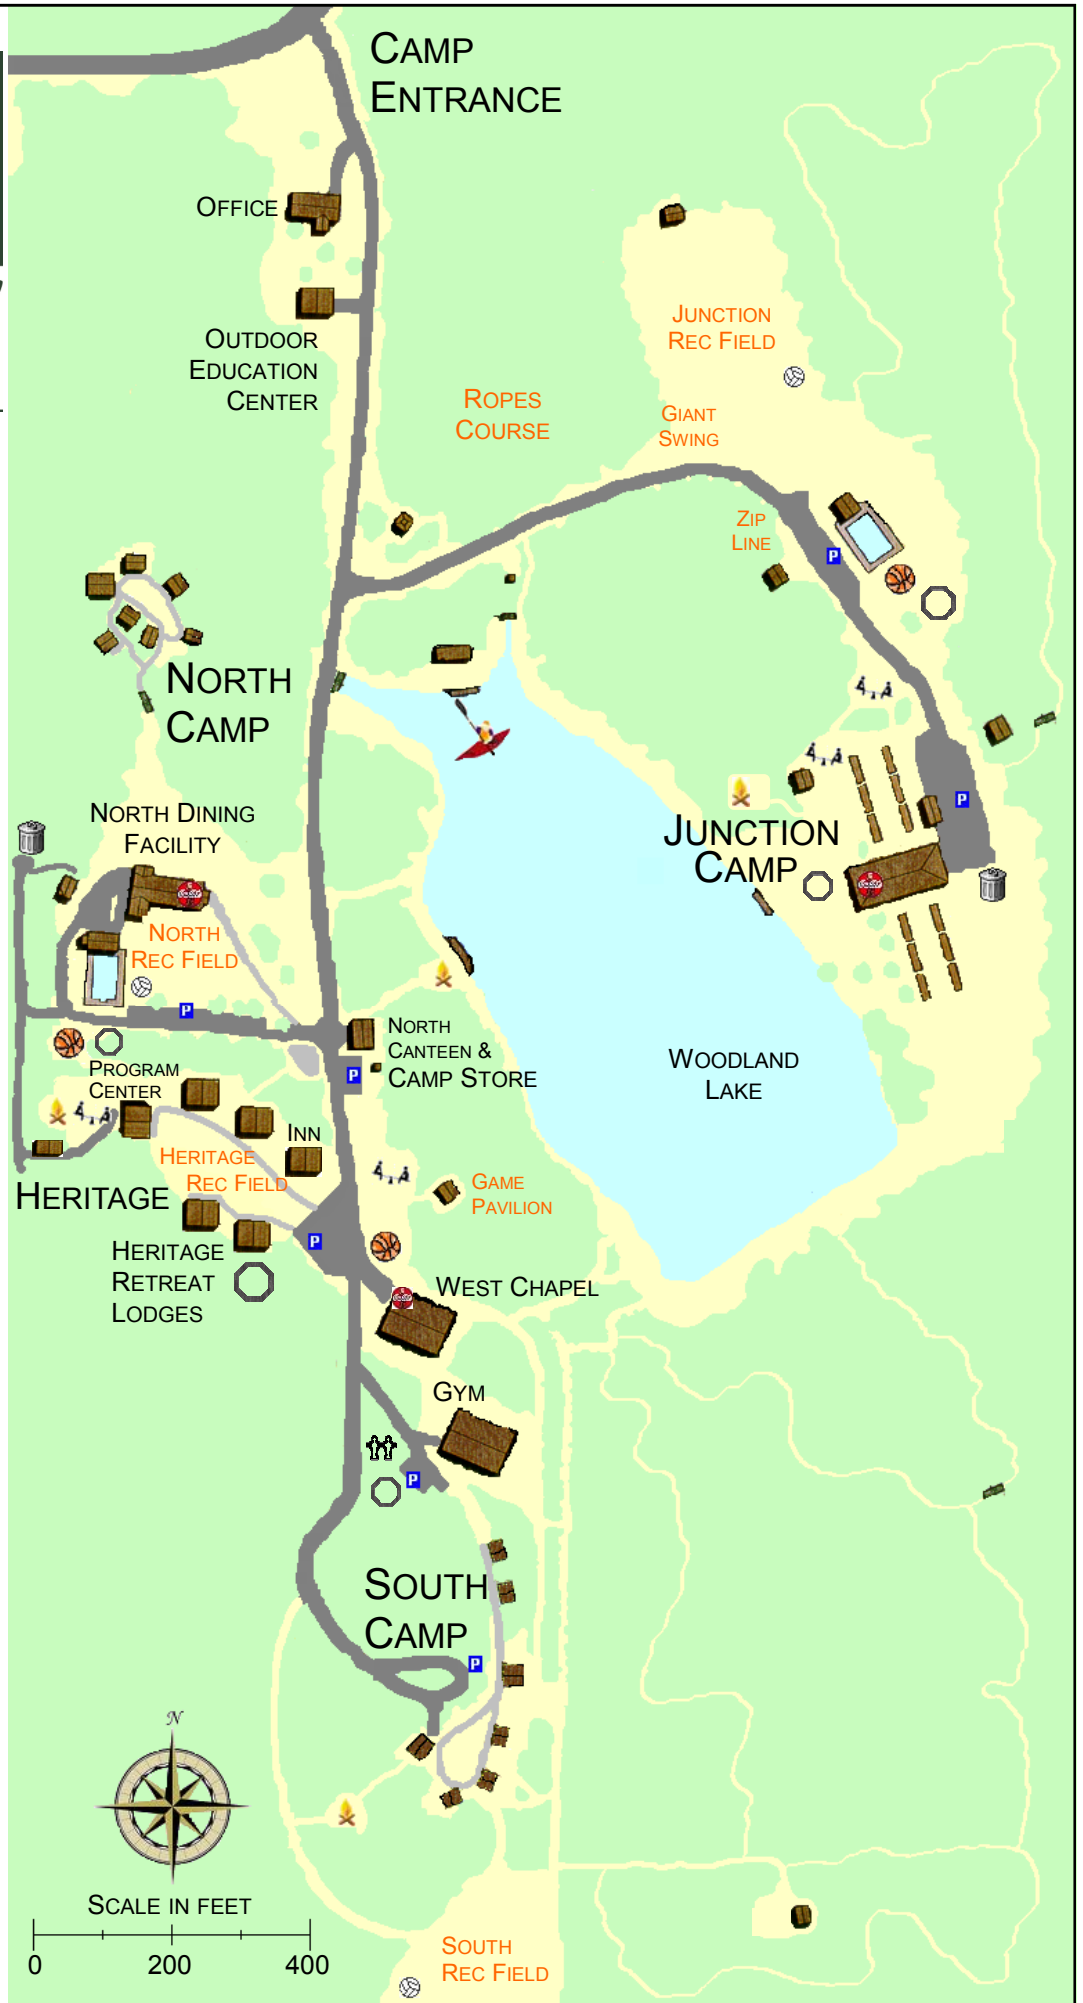 CAMP
ENTRANCE
OFFICE
OUTDOOR
EDUCATION
CENTER
JUNCTION
REC FIELD
ROPES
COURSE
GIANT
SWING
ZIP
LINE
P
NORTH
CAMP
NORTH DINING
FACILITY
P
JUNCTION
CAMP
NORTH
REC FIELD
P
NORTH
CANTEEN &
CAMP STORE
P
PROGRAM
CENTER
WOODLAND
LAKE
INN
HERITAGE
REC FIELD
HERITAGE
GAME
PAVILION
P
HERITAGE
RETREAT
LODGES
WEST CHAPEL
GYM
P
SOUTH
CAMP
P
N
SCALE IN FEET
0 200 400
SOUTH
REC FIELD